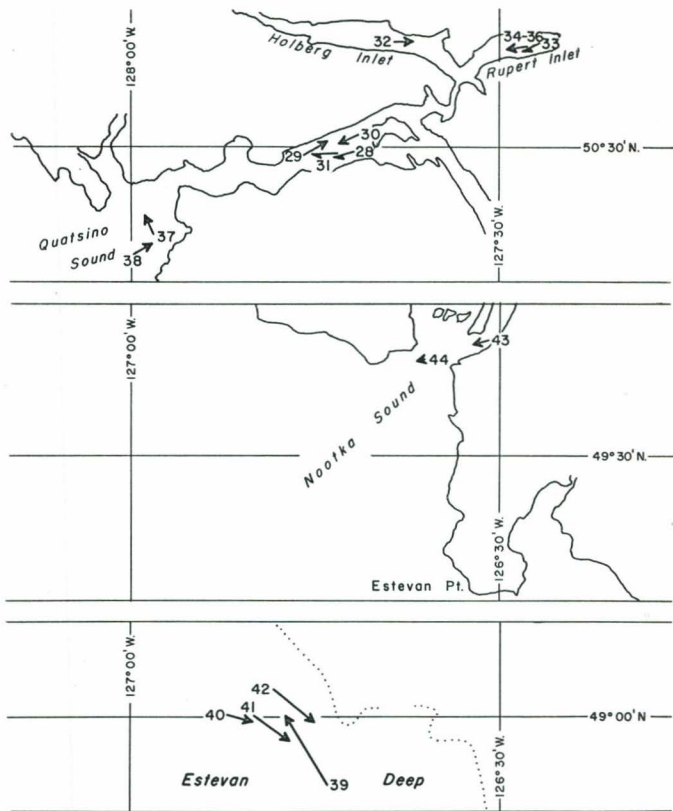 128°00'W.
Holberg Inlet
32
34-36
33
Rupert Inlet
30
29
28
31
50°30'N.
127°30'W.
Quatsino Sound
37
38
127°00'W.
43
44
Nootka Sound
49°30'N.
126°30'W.
Estevan Pt.
127°00'W.
42
41
40
49°00'N.
39
Estevan Deep
126°30'W.